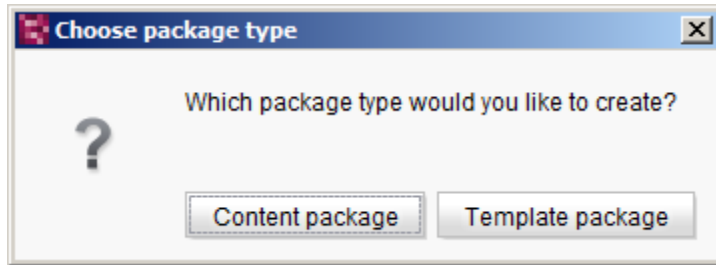 Choose package type
Which package type would you like to create?
?
Content package
Template package